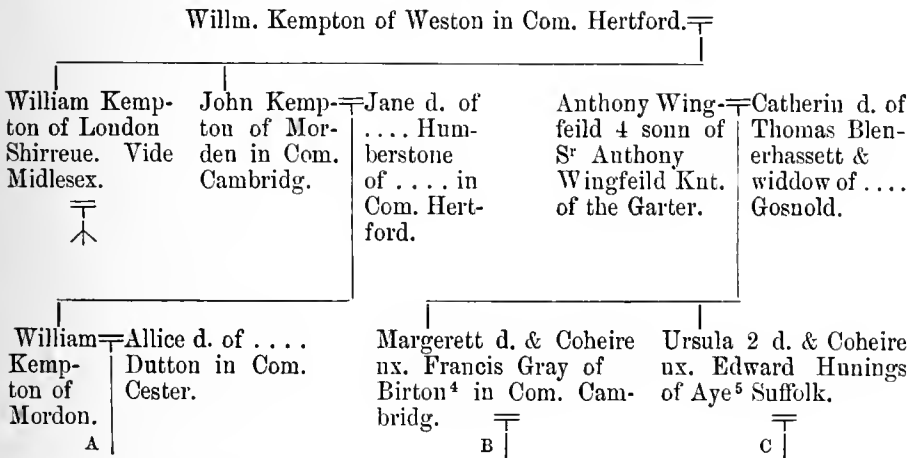 Willm. Kempton of Weston in Com. Hertford.
William Kemp-
ton of London
Shirreue. Vide
Midlesex.
John Kemp-
ton of Mor-
den in Com.
Cambridg.
Jane d. of
.... Hum-
berstone
of .... in
Com. Hert-
ford.
Anthony Wing-
feild 4 sonn of
Sʳ Anthony
Wingfeild Knt.
of the Garter.
Catherin d. of
Thomas Blen-
erhassett &
widdow of ....
Gosnold.
William
Kemp-
ton of
Mordon.
A
Allice d. of ....
Dutton in Com.
Cester.
Margerett d. & Coheire
ux. Francis Gray of
Birton⁴ in Com. Cam-
bridg.
B
Ursula 2 d. & Coheire
ux. Edward Hunings
of Aye⁵ Suffolk.
C